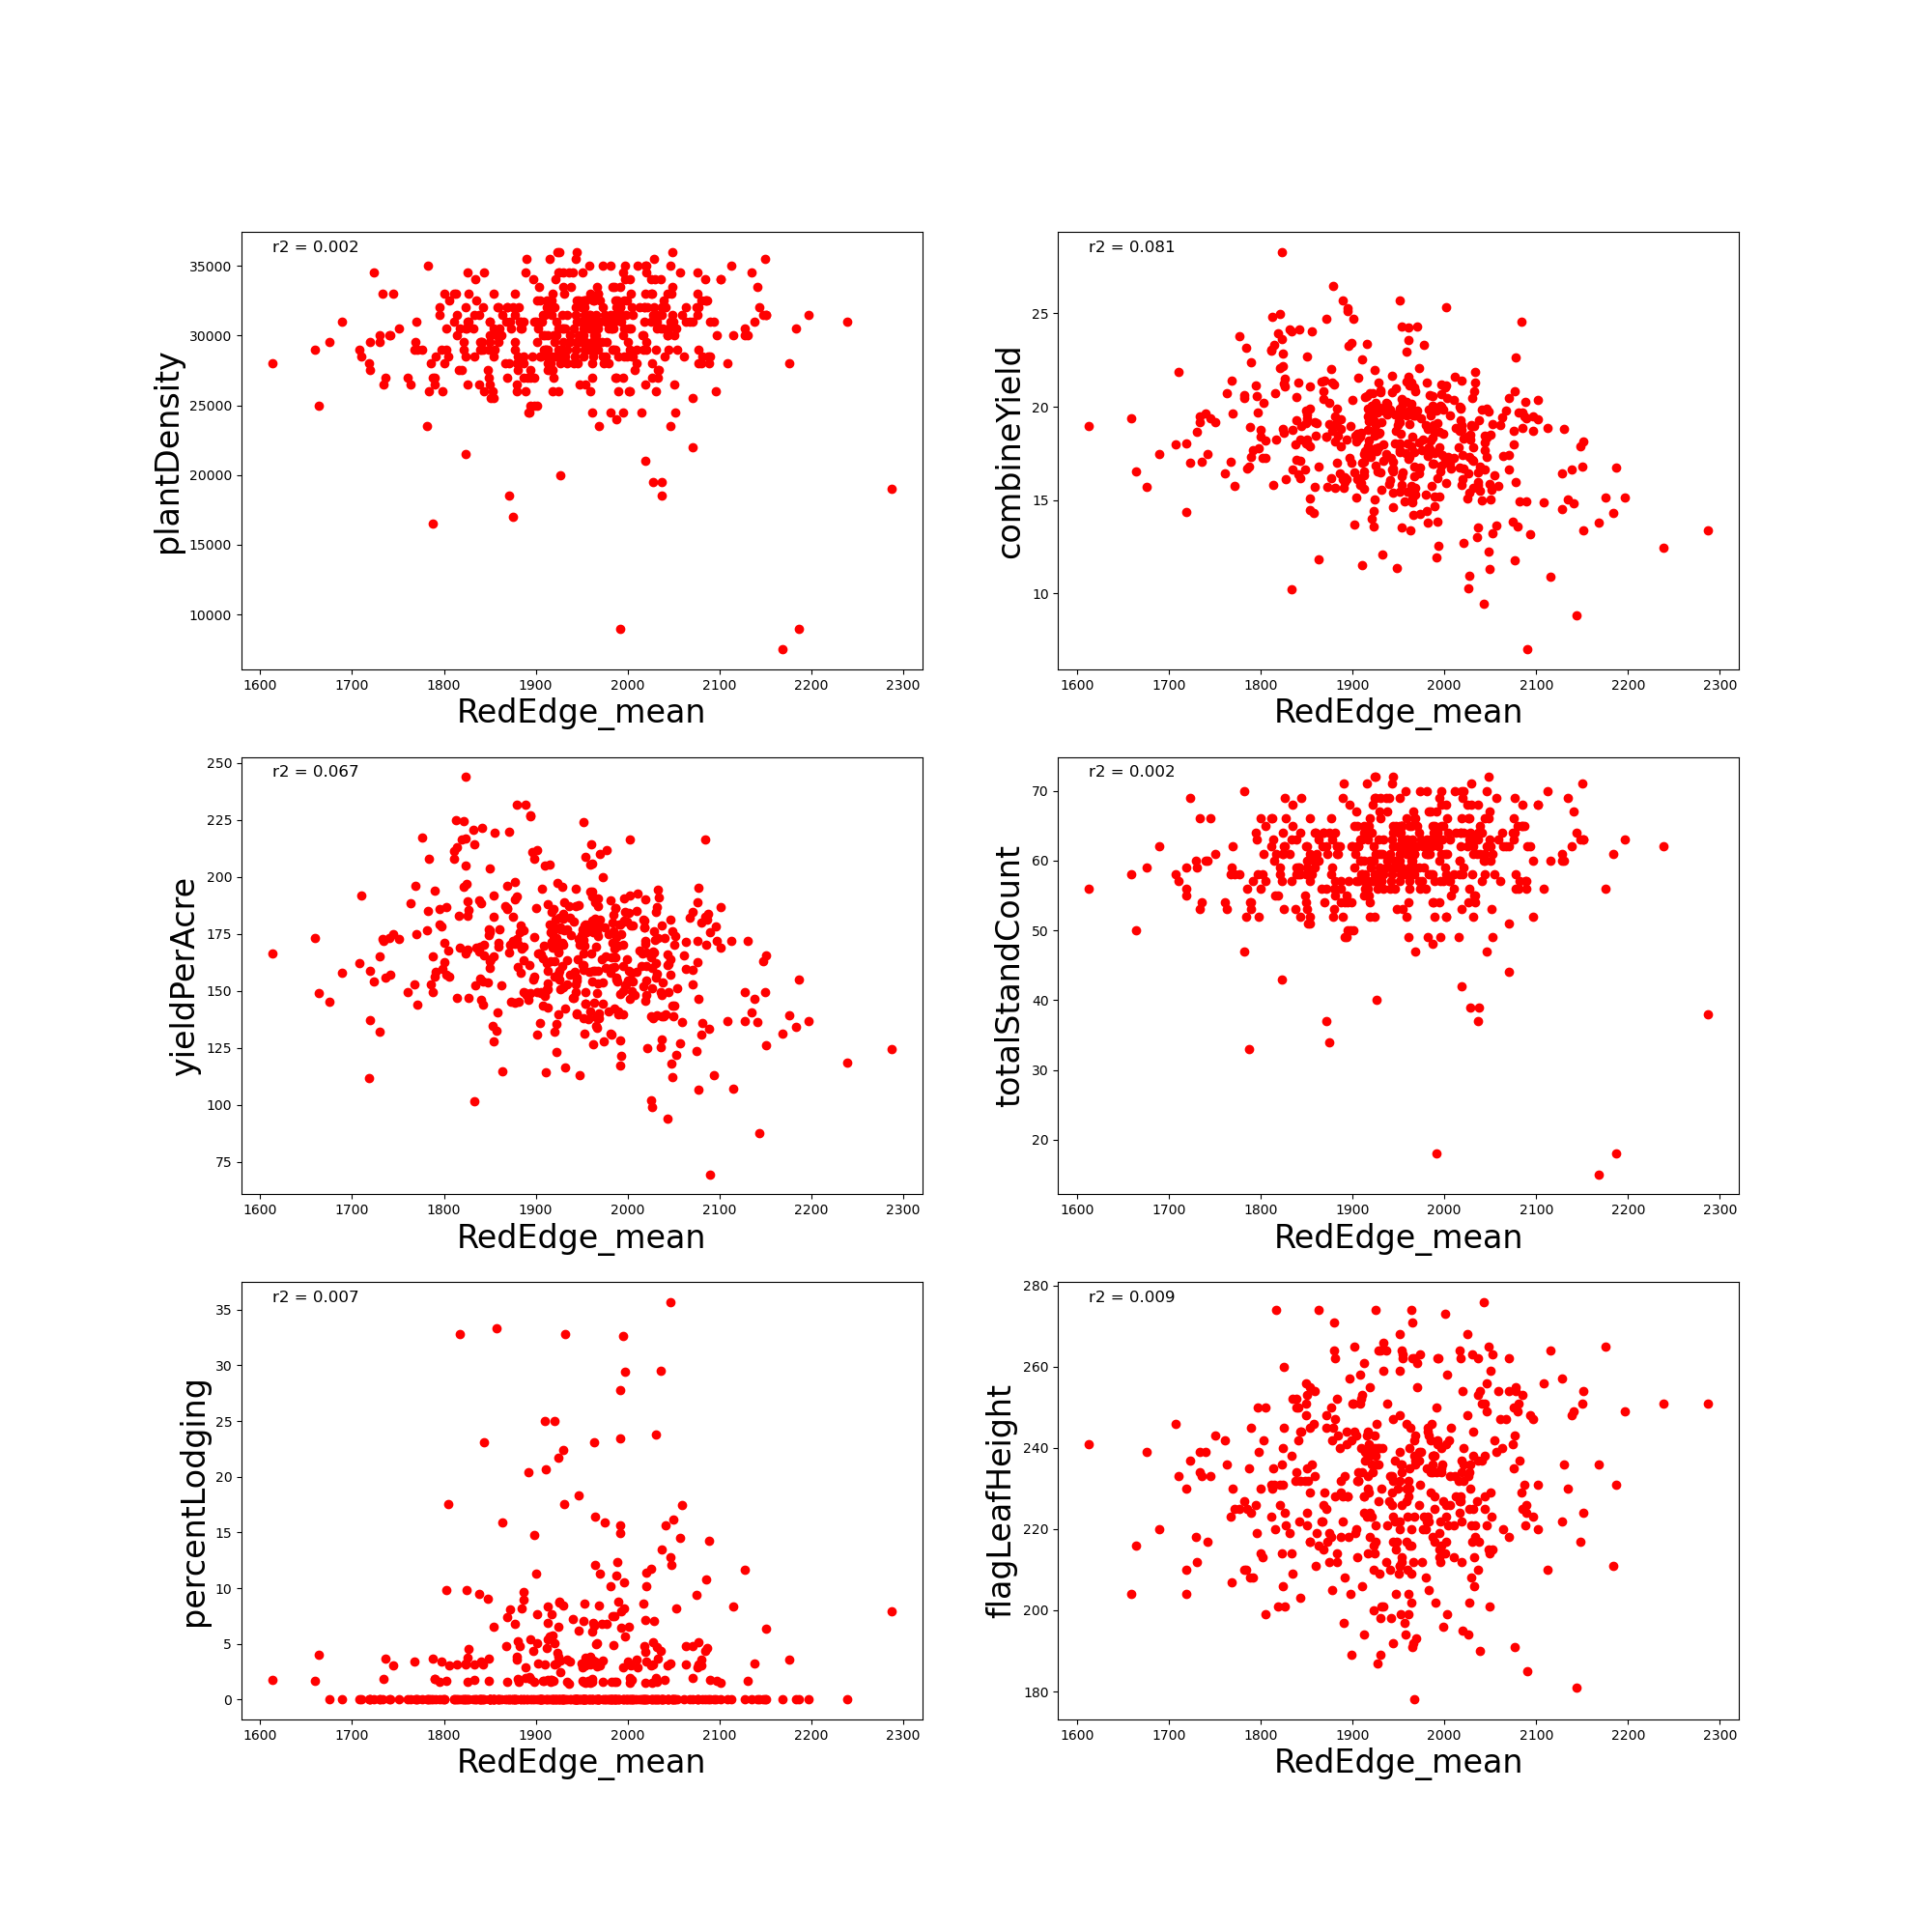 r2 = 0.002
35000
30000
25000
20000
15000
10000
plantDensity
1600 1700 1800 1900 2000 2100 2200 2300
RedEdge_mean
r2 = 0.081
25
20
15
10
combineYield
1600 1700 1800 1900 2000 2100 2200 2300
RedEdge_mean
r2 = 0.067
250
225
200
175
150
125
100
75
yieldPerAcre
1600 1700 1800 1900 2000 2100 2200 2300
RedEdge_mean
r2 = 0.002
70
60
50
40
30
20
totalStandCount
1600 1700 1800 1900 2000 2100 2200 2300
RedEdge_mean
r2 = 0.007
35
30
25
20
15
10
5
0
percentLodging
1600 1700 1800 1900 2000 2100 2200 2300
RedEdge_mean
r2 = 0.009
280
260
240
220
200
180
flagLeafHeight
1600 1700 1800 1900 2000 2100 2200 2300
RedEdge_mean